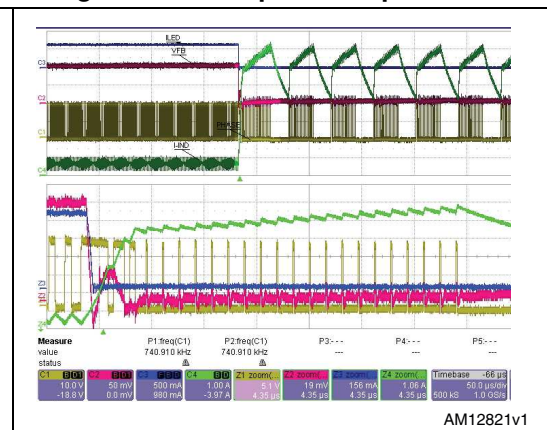 ILED
VFB
C3
C2
PHASE
C1
I-IND
C4
Measure P1:freq(C1) P2:freq(C1) P3:- - - P4:- - - P5:- - -
value 740.910 kHz 740.910 kHz --- --- ---
status
C1 C2 C3 C4 Z1 zoom(... Z2 zoom(... Z3 zoom(... Z4 zoom(... Timebase -66 µs
10.0 V 50 mV 500 mA 1.00 A 5.1 V 19 mV 156 mA 1.06 A 50.0 µs/div
-18.8 V 0.0 mV 980 mA -3.97 A 4.35 µs 4.35 µs 4.35 µs 4.35 µs 500 kS 1.0 GS/s
AM12821v1